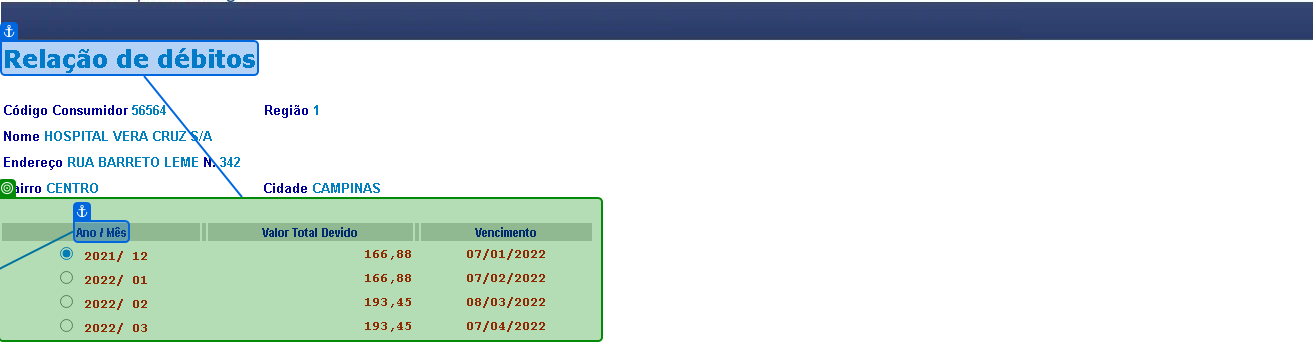 Relação de débitos
Código Consumidor 56564 Região 1
Nome HOSPITAL VERA CRUZ S/A
Endereço RUA BARRETO LEME N. 342
airro CENTRO Cidade CAMPINAS
Ano / Mês Valor Total Devido Vencimento
2021/ 12 166,88 07/01/2022
2022/ 01 166,88 07/02/2022
2022/ 02 193,45 08/03/2022
2022/ 03 193,45 07/04/2022